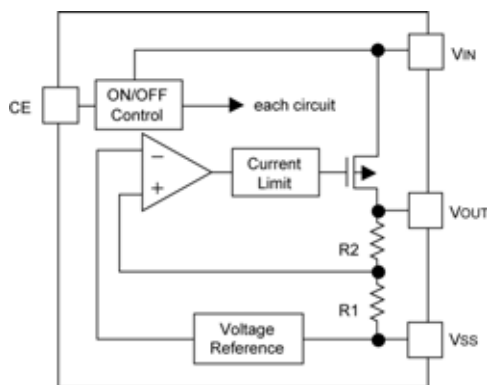 VIN
ON/OFF
Control
CE
each circuit
−
+
Current
Limit
VOUT
R2
R1
Voltage
Reference
VSS